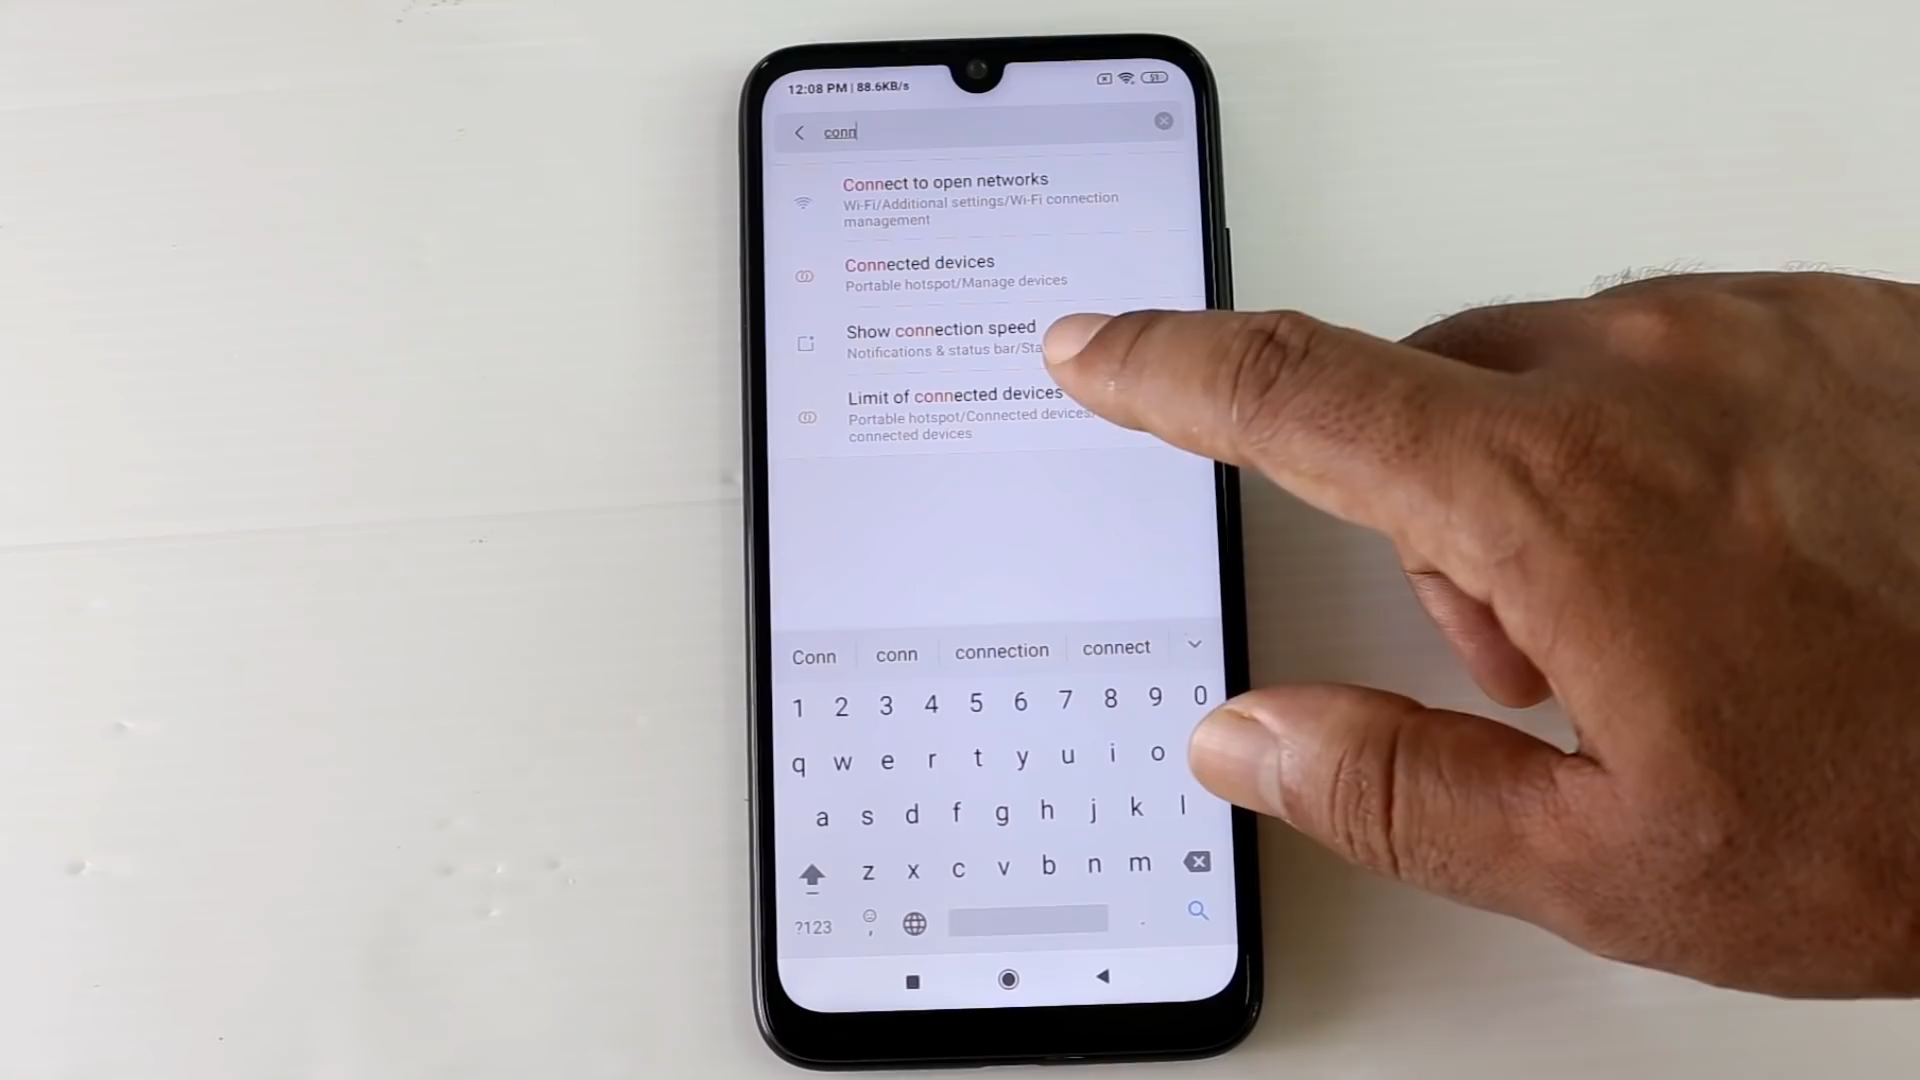 12:08 PM | 88.6KB/s
51
conn
Connect to open networks
Wi-Fi/Additional settings/Wi-Fi connection
management
Connected devices
Portable hotspot/Manage devices
Show connection speed
Notifications & status bar/Sta
Limit of connected devices
Portable hotspot/Connected devices/
connected devices
Conn conn connection connect
1 2 3 4 5 6 7 8 9 0
q w e r t y u i o
a s d f g h j k l
z x c v b n m
?123 , .